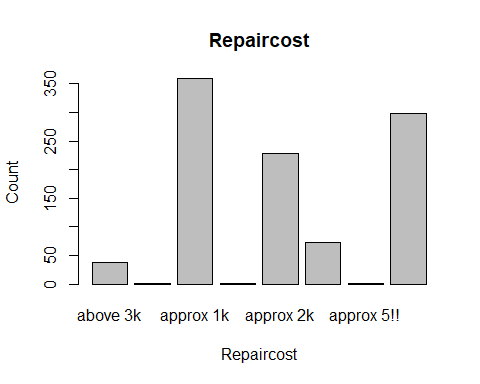 Repaircost
Count
350
250
150
50
0
above 3k approx 1k approx 2k approx 5!!
Repaircost